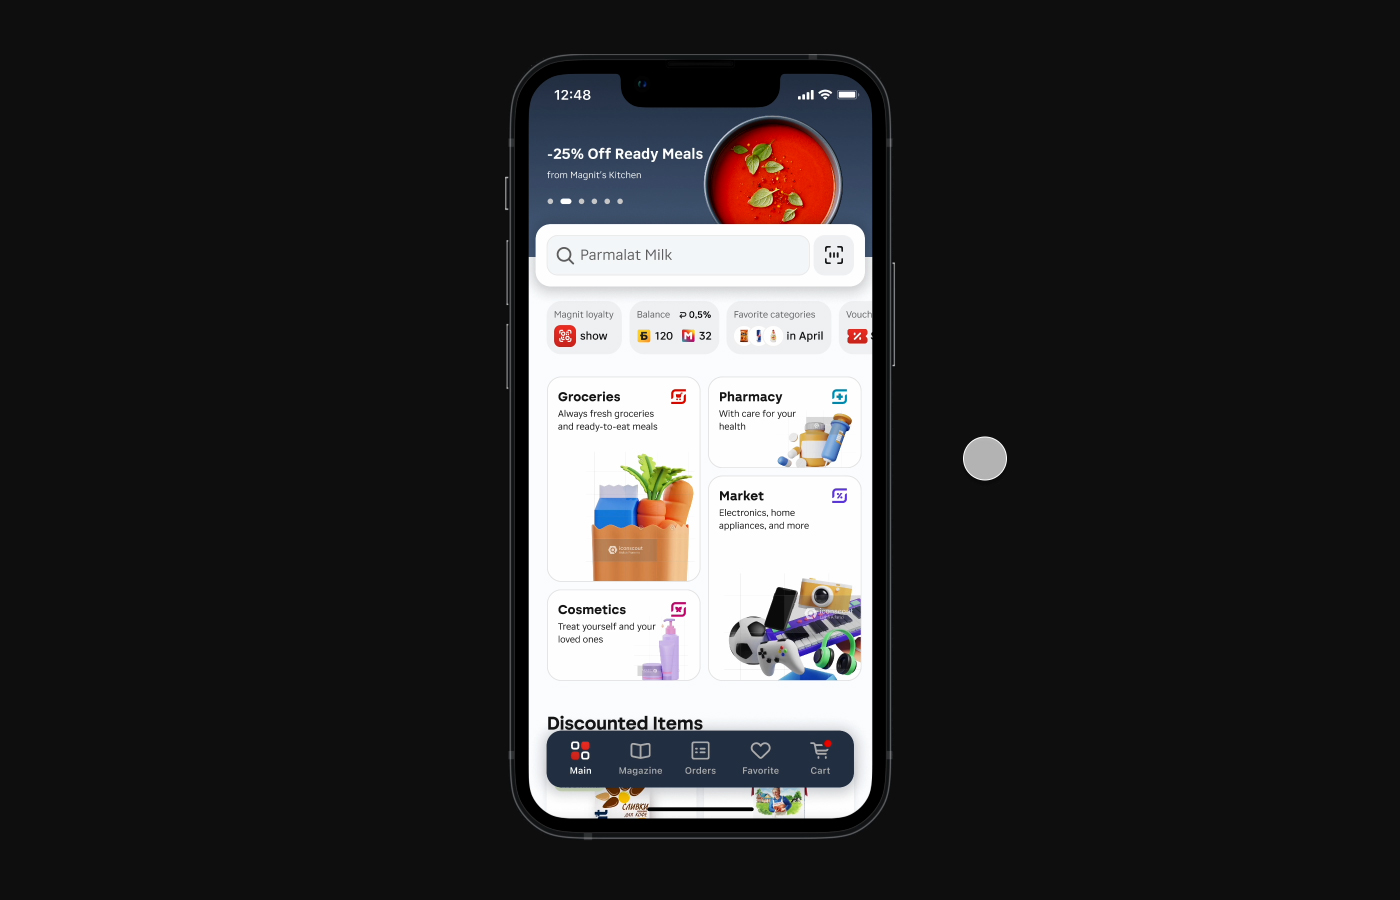 12:48
-25% Off Ready Meals
from Magnit's Kitchen
Parmalat Milk
Magnit loyalty
show
Balance 0,5%
Б 120 M 32
Favorite categories
in April
Vouch
Groceries
Always fresh groceries
and ready-to-eat meals
iconscout
Pharmacy
With care for your
health
Market
Electronics, home
appliances, and more
iconscout
Cosmetics
Treat yourself and your
loved ones
Discounted Items
Main
Magazine
Orders
Favorite
Cart
СЛИВКИ
ДЛЯ КОФЕ